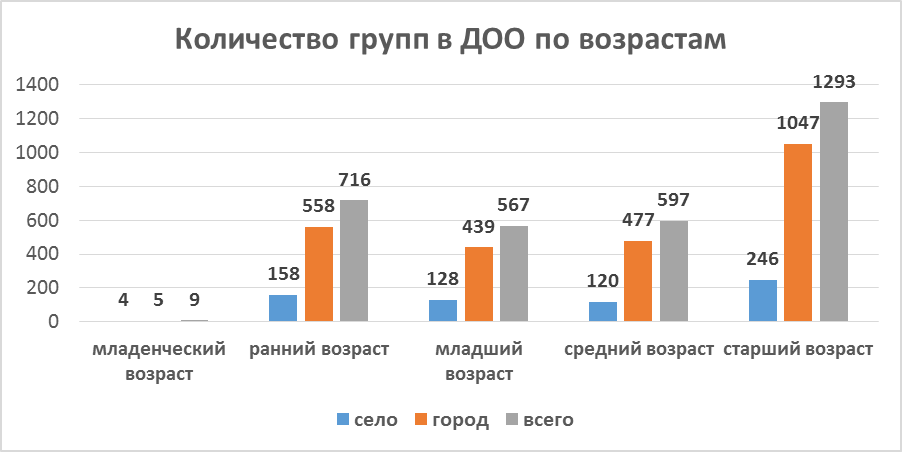 Количество групп в ДОО по возрастам
1400
1200
1000
800
600
400
200
0
4 5 9
158 558 716
128 439 567
120 477 597
246 1047 1293
младенческий возраст
ранний возраст
младший возраст
средний возраст
старший возраст
село город всего